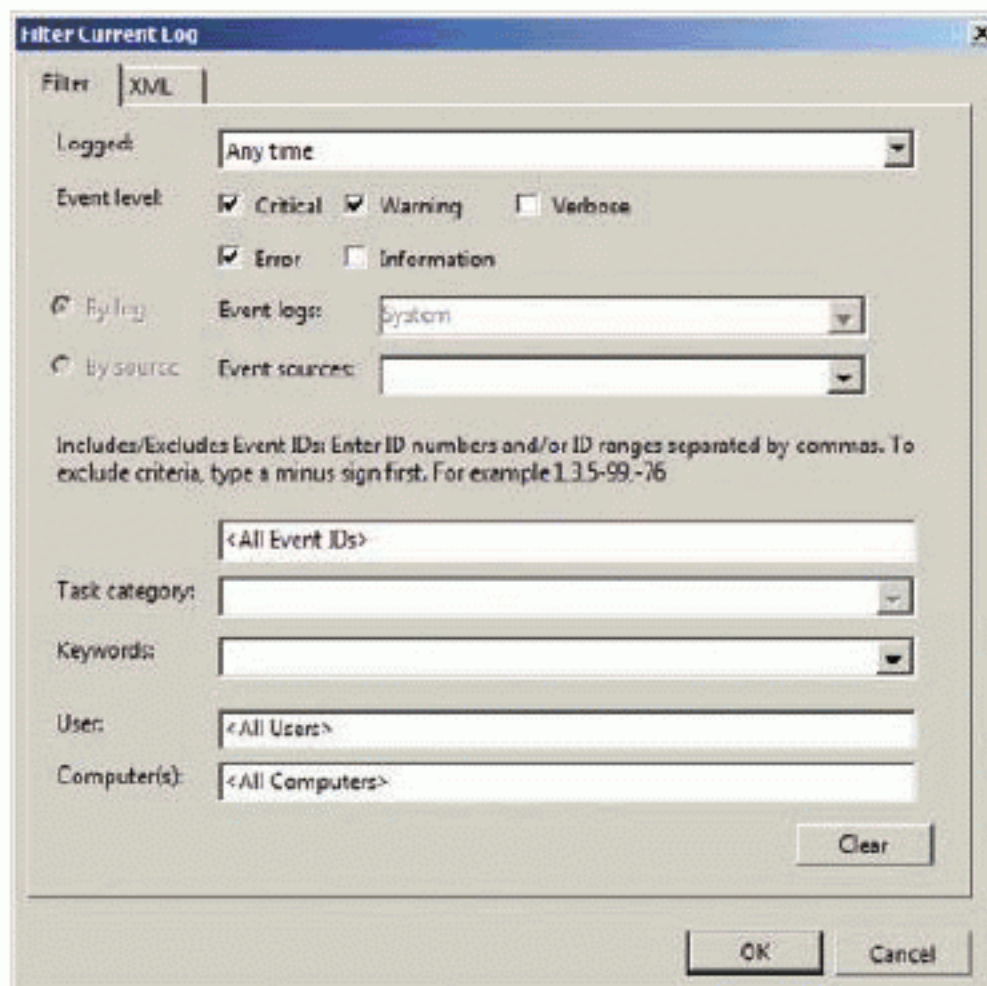 Filter Current Log
Filter XML
Logged: Any time
Event level: Critical Warning Verbose
Error Information
By log Event logs: System
By source Event sources:
Includes/Excludes Event IDs: Enter ID numbers and/or ID ranges separated by commas. To
exclude criteria, type a minus sign first. For example 1,3,5-99,-76
<All Event IDs>
Task category:
Keywords:
User: <All Users>
Computer(s): <All Computers>
Clear
OK Cancel